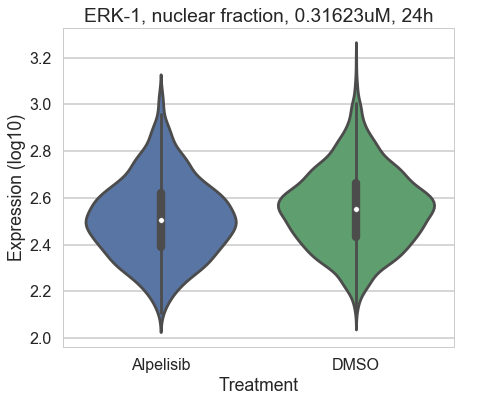 ERK-1, nuclear fraction, 0.31623uM, 24h
3.2
3.0
2.8
2.6
2.4
2.2
2.0
Expression (log10)
Alpelisib DMSO
Treatment